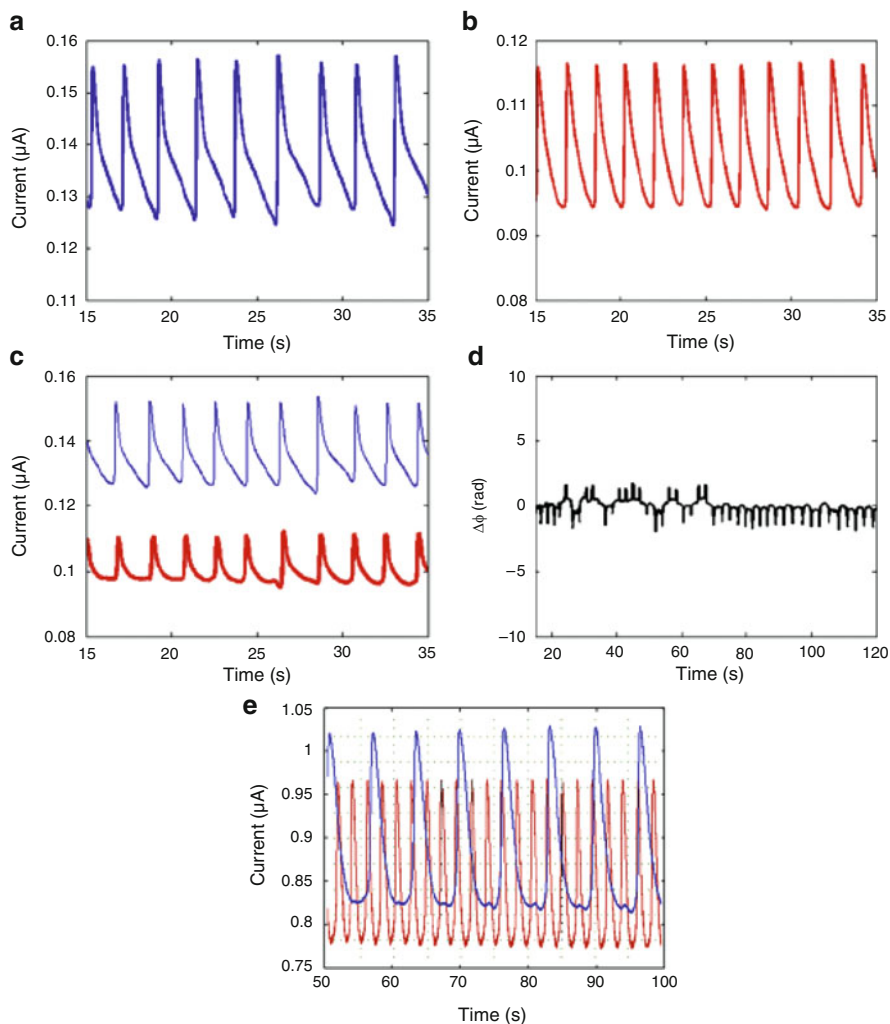 a
0.16
0.15
0.14
0.13
0.12
0.11
Current (μA)
15 20 25 30 35
Time (s)
b
0.12
0.11
0.1
0.09
0.08
Current (μA)
15 20 25 30 35
Time (s)
c
0.16
0.14
0.12
0.1
0.08
Current (μA)
15 20 25 30 35
Time (s)
d
10
5
0
−5
−10
Δϕ (rad)
20 40 60 80 100 120
Time (s)
e
1.05
1
0.95
0.9
0.85
0.8
0.75
Current (μA)
50 60 70 80 90 100
Time (s)